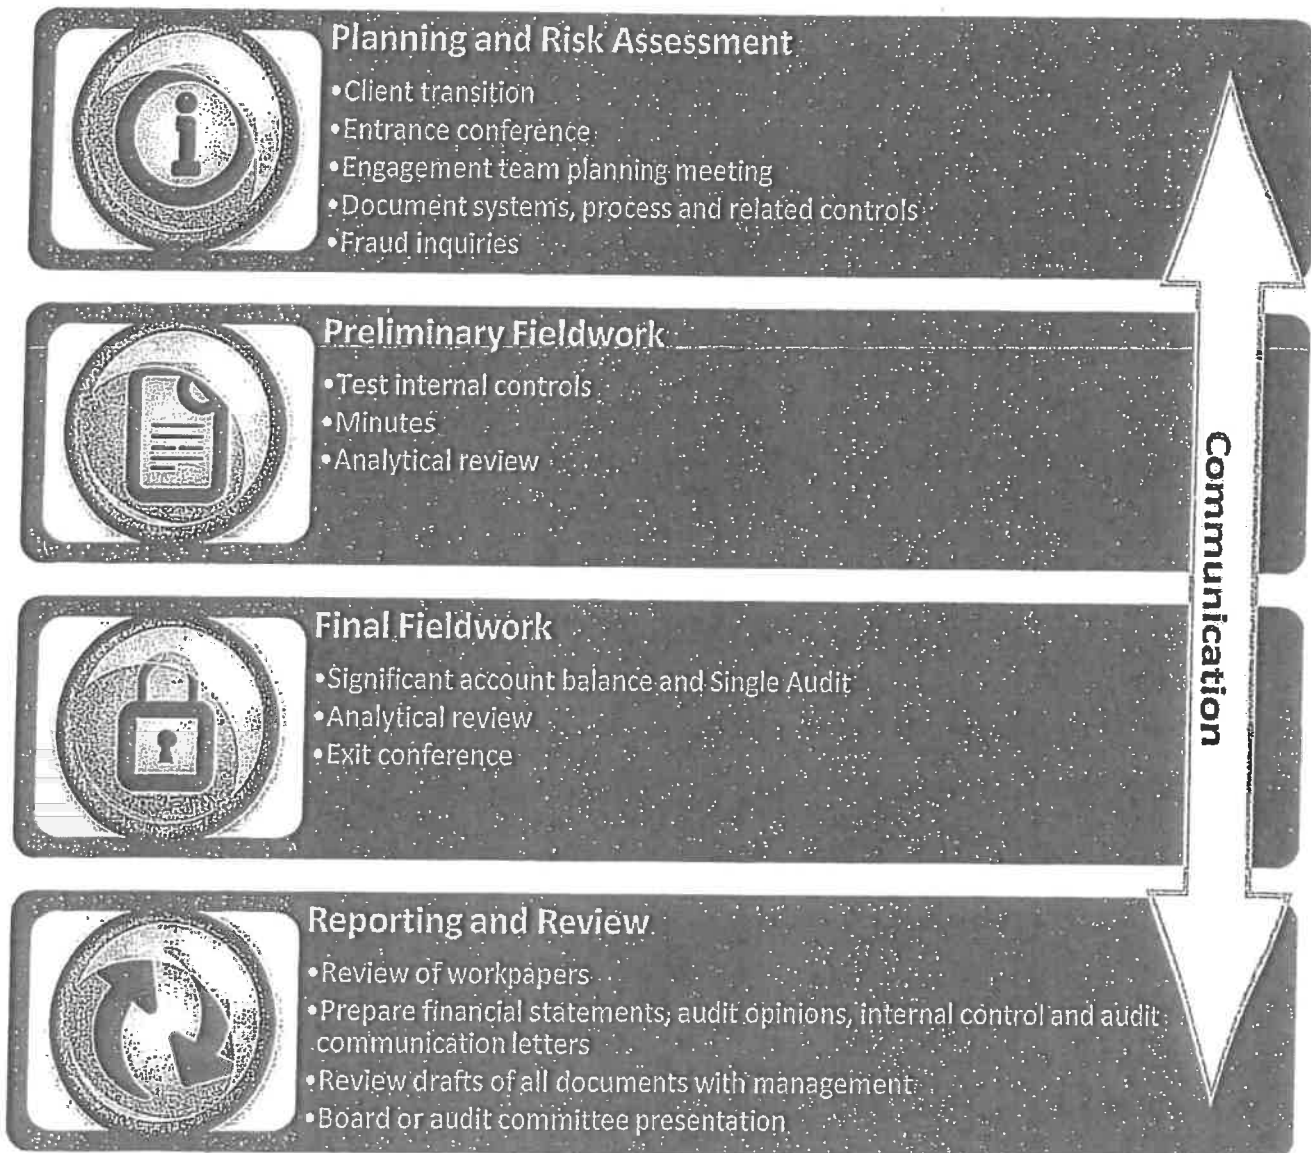 Planning and Risk Assessment
•Client transition
•Entrance conference
•Engagement team planning meeting
•Document systems, process and related controls
•Fraud inquiries
Preliminary Fieldwork
•Test internal controls
•Minutes
•Analytical review
Final Fieldwork
•Significant account balance and Single Audit
•Analytical review
•Exit conference
Reporting and Review
•Review of workpapers
•Prepare financial statements, audit opinions, internal control and audit
communication letters
•Review drafts of all documents with management
•Board or audit committee presentation
Communication